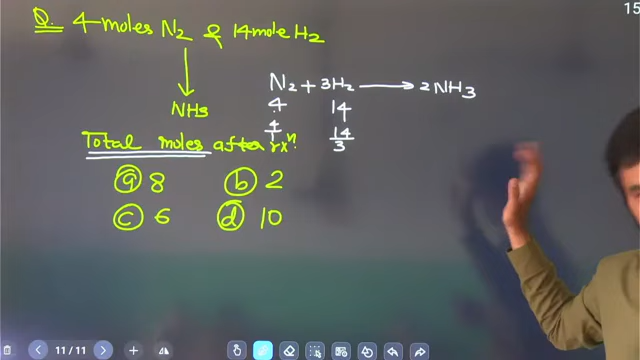 15
Q. 4-moles N2 & 14 mole H2
NH3
N2 + 3H2 → 2NH3
4 14
4/1 14/3
Total moles after rxn.
(a) 8 (b) 2
(c) 6 (d) 10
11/11